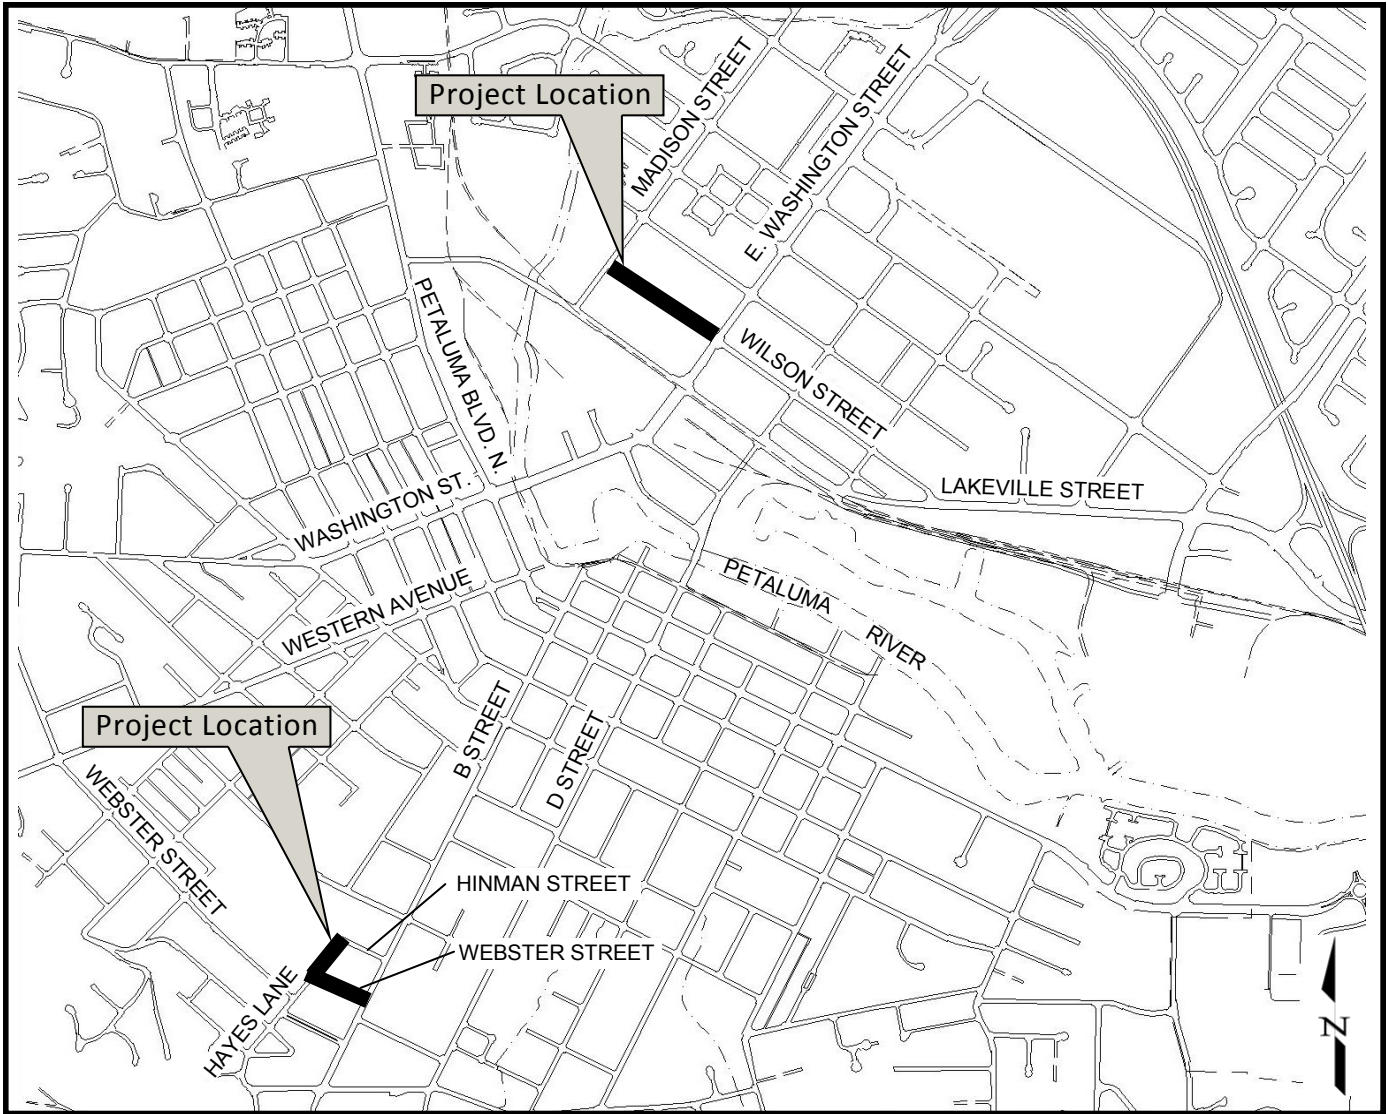 MADISON STREET
E. WASHINGTON STREET
Project Location
PETALUMA BLVD. N.
WILSON STREET
LAKEVILLE STREET
WASHINGTON ST.
WESTERN AVENUE
PETALUMA
RIVER
B STREET
D STREET
Project Location
WEBSTER STREET
HINMAN STREET
WEBSTER STREET
HAYES LANE
N